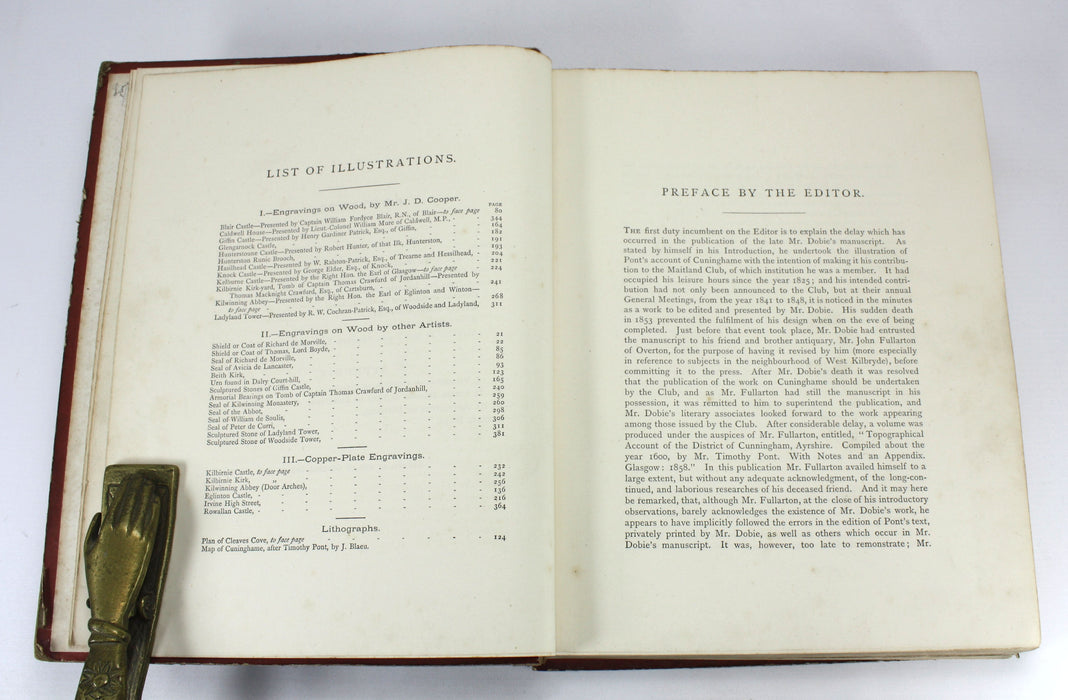 LIST OF ILLUSTRATIONS.
I.—Engravings on Wood, by Mr. J. D. Cooper.
PAGE
Blair Castle—Presented by Captain William Fordyce Blair, R.N., of Blair—to face page 80
Caldwell House—Presented by Lieut.-Colonel William Mure of Caldwell, M.P., - - 344
Giffin Castle—Presented by Henry Gardiner Patrick, Esq., of Giffin, - - 164
Glengarnock Castle, - - - - - 182
Hunterstoune Castle—Presented by Robert Hunter, of that Ilk, Hunterston, - - 191
Hunterston Runic Brooch, - - - - - 193
Hasilhead Castle—Presented by W. Ralston-Patrick, Esq., of Trearne and Hessilhead, - 204
Knock Castle—Presented by George Elder, Esq., of Knock, - - 221
Kelburne Castle—Presented by the Right Hon. the Earl of Glasgow—to face page 224
Kilbirnie Kirk-yard, Tomb of Captain Thomas Crawford of Jordanhill—Presented by
Thomas Macknight Crawfurd, Esq., of Cartsburn, - - 241
Kilwinning Abbey—Presented by the Right Hon. the Earl of Eglinton and Winton—
to face page - - - - - 268
Ladyland Tower—Presented by R. W. Cochran-Patrick, Esq., of Woodside and Ladyland, 311
II.—Engravings on Wood by other Artists.
Shield or Coat of Richard de Morville, - - - - 21
Shield or Coat of Thomas, Lord Boyde, - - - - 22
Seal of Richard de Morville, - - - - 85
Seal of Avicia de Lancaster, - - - - 86
Beith Kirk, - - - - - 93
Urn found in Dalry Court-hill, - - - - 123
Sculptured Stones of Giffin Castle, - - - - 163
Armorial Bearings on Tomb of Captain Thomas Crawfurd of Jordanhill, - - 240
Seal of Kilwinning Monastery, - - - - 259
Seal of the Abbot, - - - - 260
Seal of William de Soulis, - - - - 298
Seal of Peter de Curri, - - - - 306
Sculptured Stone of Ladyland Tower, - - - - 311
Sculptured Stone of Woodside Tower, - - - - 381
III.—Copper-Plate Engravings.
Kilbirnie Castle, to face page - - - - 232
Kilbirnie Kirk, „ - - - - 242
Kilwinning Abbey (Door Arches), - - - - 256
Eglinton Castle, - - - - - 136
Irvine High Street, - - - - - 216
Rowallan Castle, - - - - - 364
Lithographs.
Plan of Cleaves Cove, to face page - - - - 124
Map of Cuninghame, after Timothy Pont, by J. Blaeu.
PREFACE BY THE EDITOR.
THE first duty incumbent on the Editor is to explain the delay which has
occurred in the publication of the late Mr. Dobie's manuscript. As
stated by himself in his Introduction, he undertook the illustration of
Pont's account of Cuninghame with the intention of making it his contribu-
tion to the Maitland Club, of which institution he was a member. It had
occupied his leisure hours since the year 1825; and his intended contri-
bution had not only been announced to the Club, but at their annual
General Meetings, from the year 1841 to 1848, it is noticed in the minutes
as a work to be edited and presented by Mr. Dobie. His sudden death
in 1853 prevented the fulfilment of his design when on the eve of being
completed. Just before that event took place, Mr. Dobie had entrusted
the manuscript to his friend and brother antiquary, Mr. John Fullarton
of Overton, for the purpose of having it revised by him (more especially
in reference to subjects in the neighbourhood of West Kilbryde), before
committing it to the press. After Mr. Dobie's death it was resolved
that the publication of the work on Cuninghame should be undertaken
by the Club, and as Mr. Fullarton had still the manuscript in his
possession, it was remitted to him to superintend the publication, and
Mr. Dobie's literary associates looked forward to the work appearing
among those issued by the Club. After considerable delay, a volume was
produced under the auspices of Mr. Fullarton, entitled, "Topographical
Account of the District of Cunningham, Ayrshire. Compiled about the
year 1600, by Mr. Timothy Pont. With Notes and an Appendix.
Glasgow: 1858." In this publication Mr. Fullarton availed himself to a
large extent, but without any adequate acknowledgment, of the long-con-
tinued, and laborious researches of his deceased friend. And it may here
be remarked, that, although Mr. Fullarton, at the close of his introductory
observations, barely acknowledges the existence of Mr. Dobie's work, he
appears to have implicitly followed the errors in the edition of Pont's text,
privately printed by Mr. Dobie, as well as others which occur in Mr.
Dobie's manuscript. It was, however, too late to remonstrate; Mr.